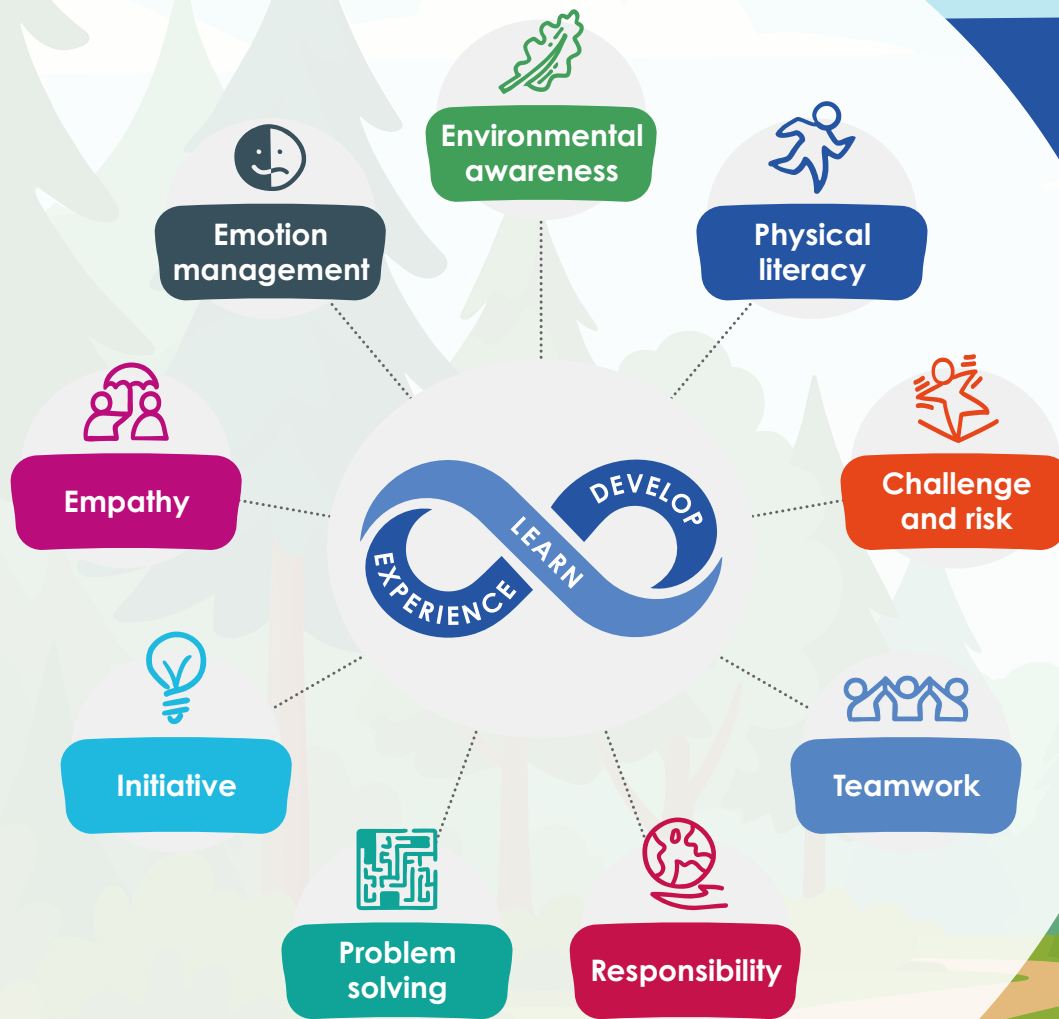 Environmental
awareness
Emotion
management
Physical
literacy
Empathy
Challenge
and risk
EXPERIENCE
LEARN
DEVELOP
Initiative
Teamwork
Problem
solving
Responsibility